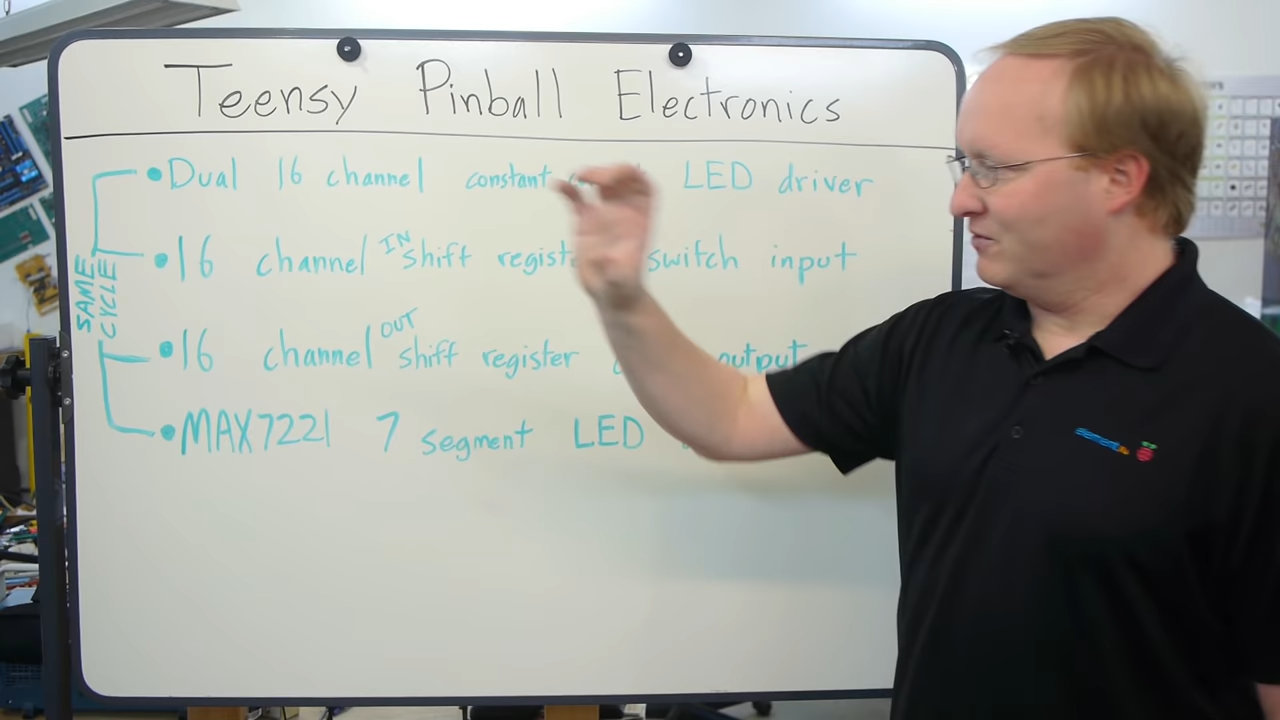 Teensy Pinball Electronics
•Dual 16 channel constant LED driver
•16 channel IN shift switch input
•16 channel OUT shift register output
•MAX7221 7 segment LED
SAME CYCLE
element14